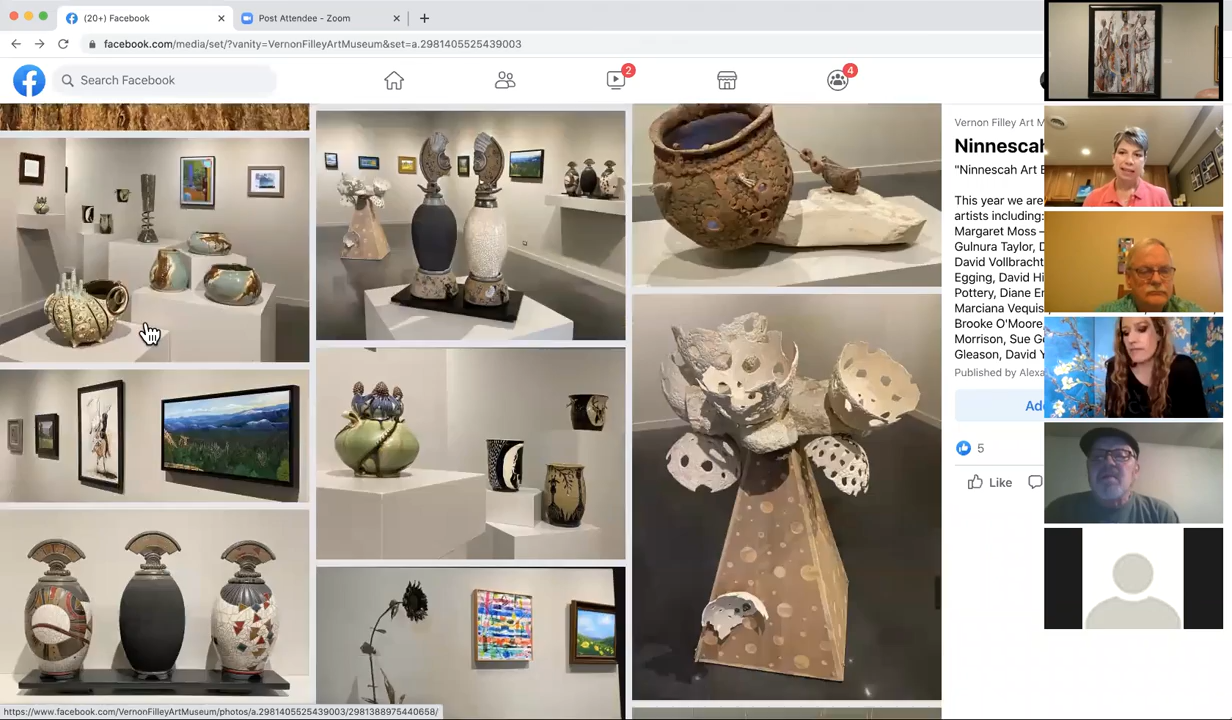 (20+) Facebook
Post Attendee - Zoom
facebook.com/media/set/?vanity=VernonFilleyArtMuseum&set=a.2981405525439003
Search Facebook
2
4
Vernon Filley Art M
Ninnescah
"Ninnescah Art
This year we are
artists including:
Margaret Moss –
Gulnura Taylor,
David Vollbracht
Egging, David Hi
Pottery, Diane
Marciana Vequis
Brooke O'Moore,
Morrison, Sue
Gleason, David
Published by Alexa
5
Like
https://www.facebook.com/VernonFilleyArtMuseum/photos/a.2981405525439003/2981388975440658/